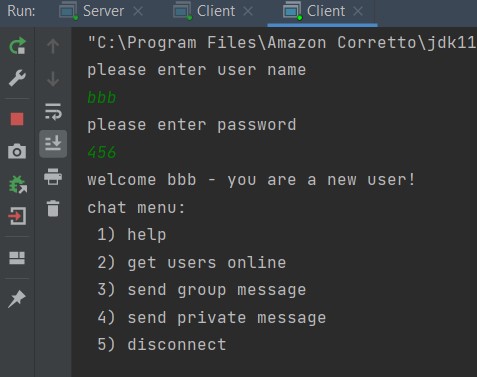 Run: Server Client Client
"C:\Program Files\Amazon Corretto\jdk11
please enter user name
bbb
please enter password
456
welcome bbb - you are a new user!
chat menu:
1) help
2) get users online
3) send group message
4) send private message
5) disconnect